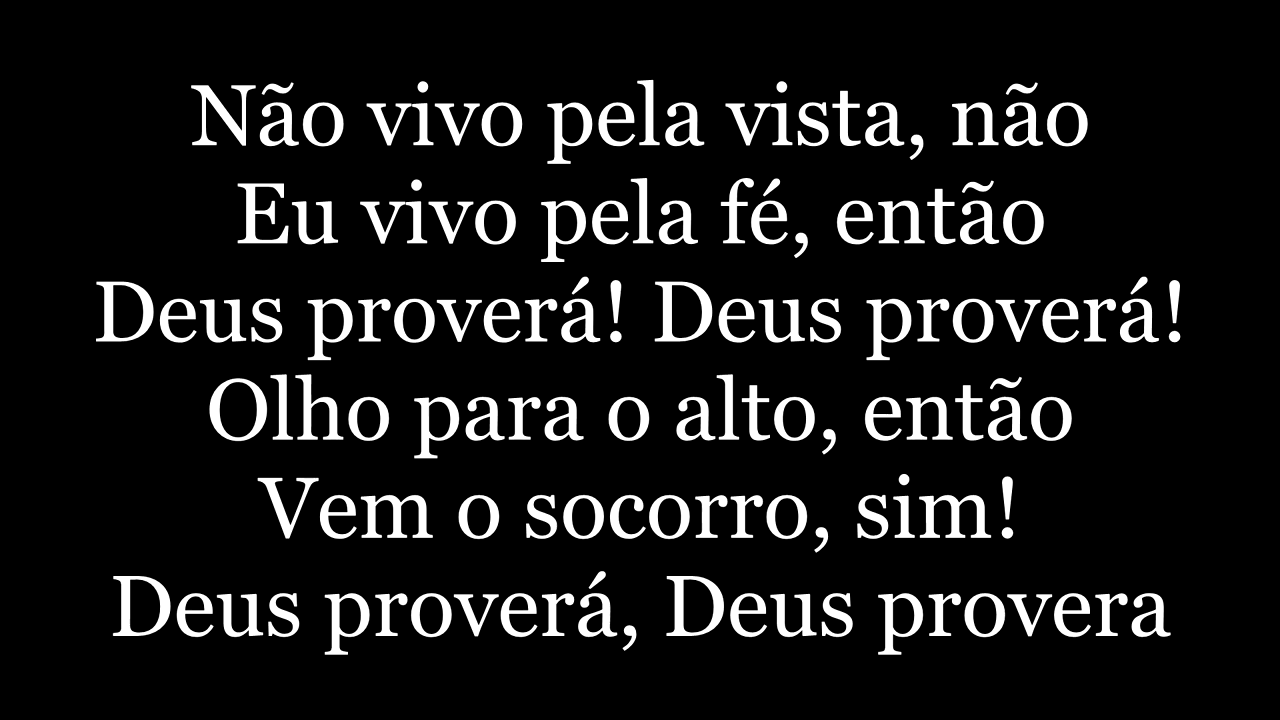 Não vivo pela vista, não
Eu vivo pela fé, então
Deus proverá! Deus proverá!
Olho para o alto, então
Vem o socorro, sim!
Deus proverá, Deus provera